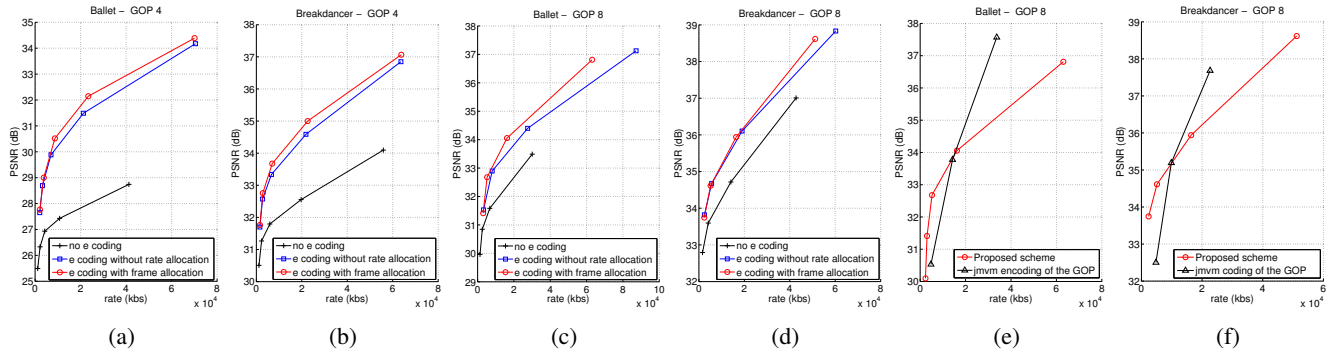 Ballet – GOP 4
PSNR (dB)
35
34
33
32
31
30
29
28
27
26
25
0 2 4 6 8
x 10^4
rate (kbs)
no e coding
e coding without rate allocation
e coding with frame allocation
(a)
Breakdancer – GOP 4
PSNR (dB)
38
37
36
35
34
33
32
31
30
0 2 4 6 8
x 10^4
rate (kbs)
no e coding
e coding without rate allocation
e coding with frame allocation
(b)
Ballet – GOP 8
PSNR (dB)
38
37
36
35
34
33
32
31
30
29
0 2 4 6 8
x 10^4
rate (kbs)
no e coding
e coding without rate allocation
e coding with frame allocation
(c)
Breakdancer – GOP 8
PSNR (dB)
39
38
37
36
35
34
33
32
0 2 4 6 8
x 10^4
rate (kbs)
no e coding
e coding without rate allocation
e coding with frame allocation
(d)
Ballet – GOP 8
PSNR (dB)
38
37
36
35
34
33
32
31
30
0 2 4 6 8
x 10^4
rate (kbs)
Proposed scheme
jmvm encoding of the GOP
(e)
Breakdancer – GOP 8
PSNR (dB)
39
38
37
36
35
34
33
32
0 2 4 6 8
x 10^4
rate (kbs)
Proposed scheme
jmvm coding of the GOP
(f)